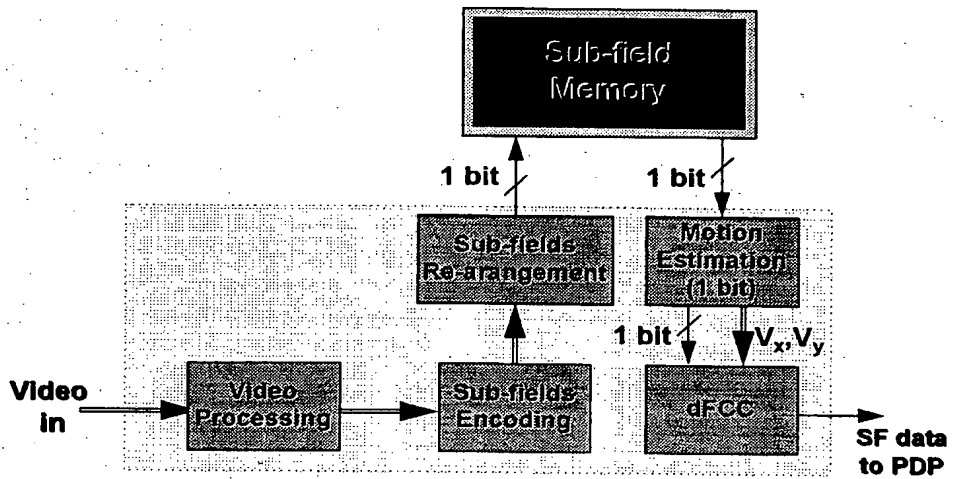 Sub-field
Memory
1 bit
1 bit
Sub-fields
Re-arangement
Motion
Estimation
(1 bit)
1 bit
Vx,Vy
Video
in
Video
Processing
Sub-fields
Encoding
dFCC
SF data
to PDP